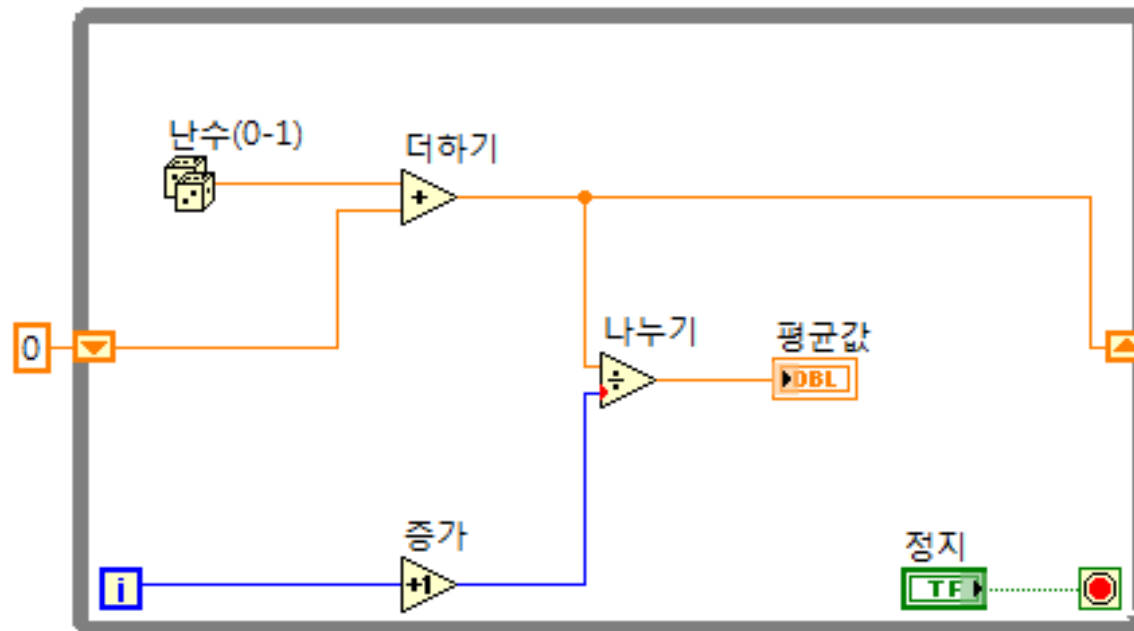 난수(0-1)
더하기
+
0
나누기
÷
평균값
DBL
증가
+1
i
정지
TF